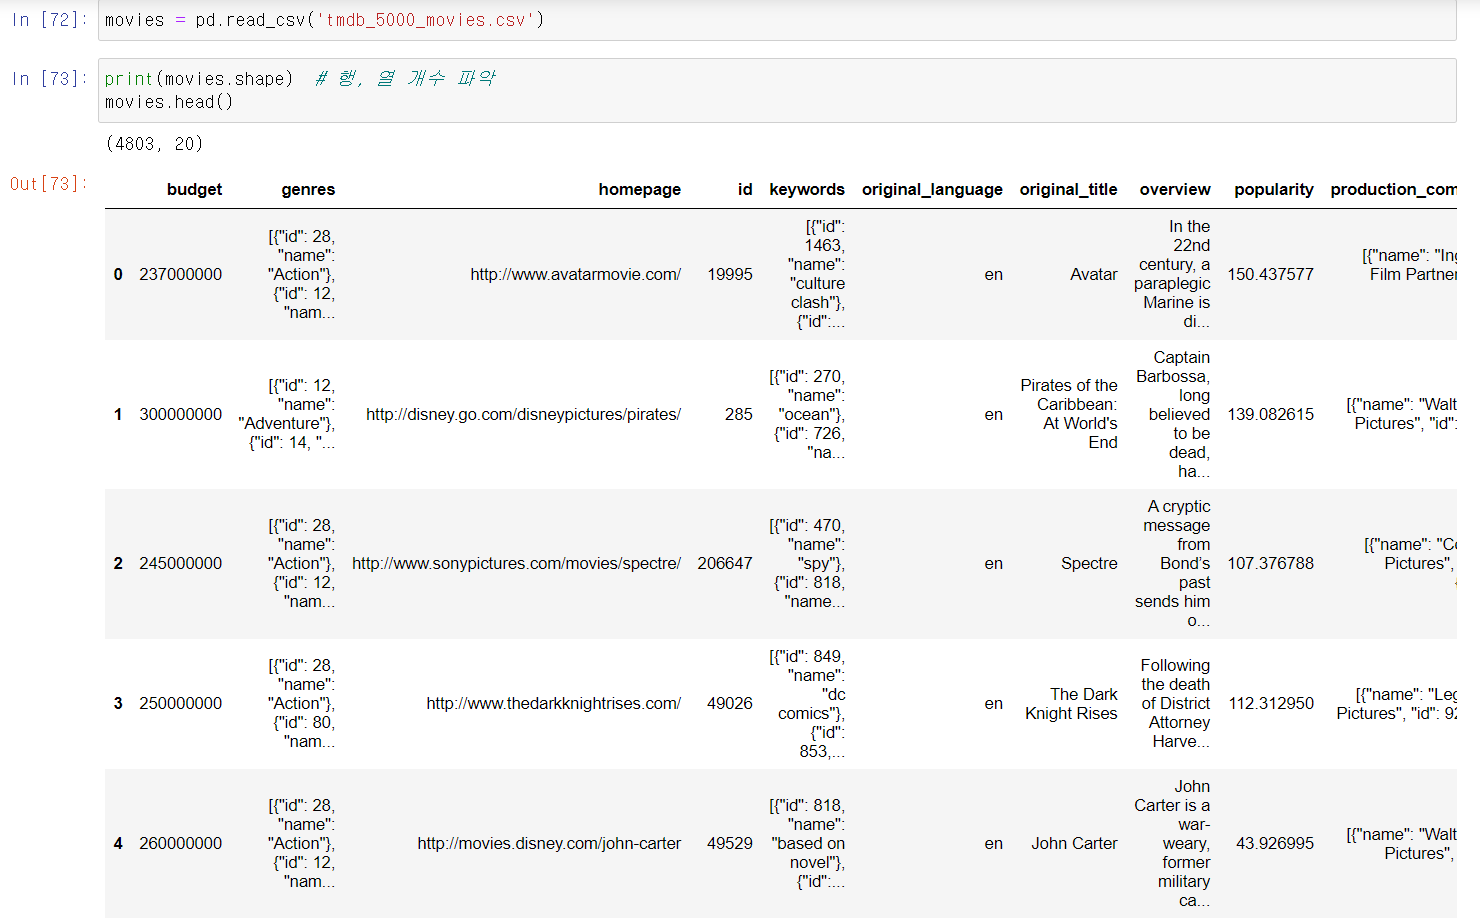 In [72]: movies = pd.read_csv('tmdb_5000_movies.csv')
In [73]: print(movies.shape)  # 행, 열 개수 파악
movies.head()
(4803, 20)
Out[73]:
budget genres homepage id keywords original_language original_title overview popularity production_com
0 237000000 [{"id": 28, "name": "Action"}, {"id": 12, "nam... http://www.avatarmovie.com/ 19995 [{"id": 1463, "name": "culture clash"}, {"id":... en Avatar In the 22nd century, a paraplegic Marine is di... 150.437577 [{"name": "Ing Film Partner
1 300000000 [{"id": 12, "name": "Adventure"}, {"id": 14, "... http://disney.go.com/disneypictures/pirates/ 285 [{"id": 270, "name": "ocean"}, {"id": 726, "na... en Pirates of the Caribbean: At World's End Captain Barbossa, long believed to be dead, ha... 139.082615 [{"name": "Walt Pictures", "id":
2 245000000 [{"id": 28, "name": "Action"}, {"id": 12, "nam... http://www.sonypictures.com/movies/spectre/ 206647 [{"id": 470, "name": "spy"}, {"id": 818, "name... en Spectre A cryptic message from Bond’s past sends him o... 107.376788 [{"name": "Co Pictures",
3 250000000 [{"id": 28, "name": "Action"}, {"id": 80, "nam... http://www.thedarkknightrises.com/ 49026 [{"id": 849, "name": "dc comics"}, {"id": 853,... en The Dark Knight Rises Following the death of District Attorney Harve... 112.312950 [{"name": "Leg Pictures", "id": 92
4 260000000 [{"id": 28, "name": "Action"}, {"id": 12, "nam... http://movies.disney.com/john-carter 49529 [{"id": 818, "name": "based on novel"}, {"id":... en John Carter John Carter is a war-weary, former military ca... 43.926995 [{"name": "Walt Pictures",